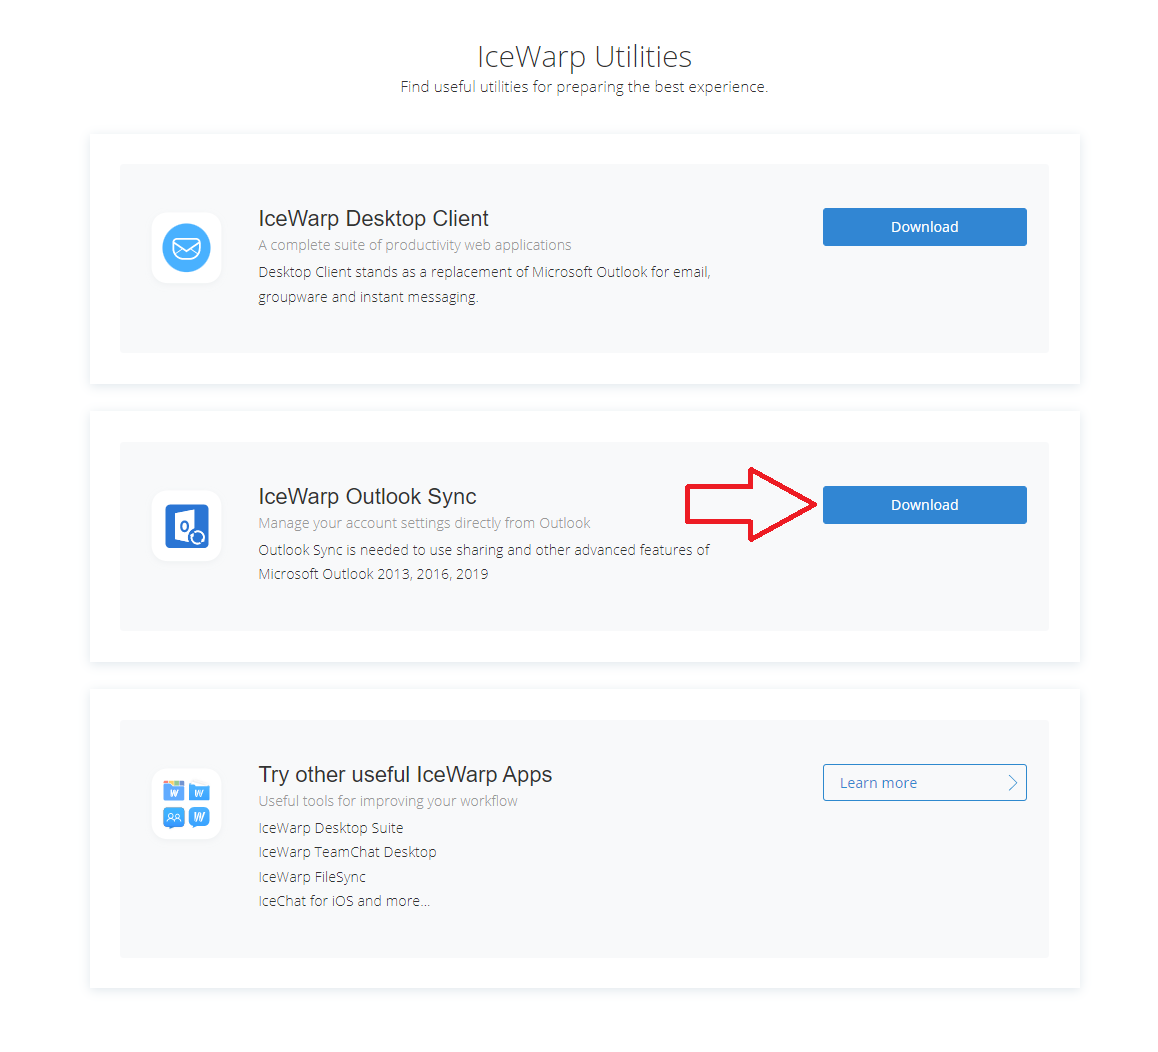 IceWarp Utilities
Find useful utilities for preparing the best experience.
IceWarp Desktop Client
A complete suite of productivity web applications
Desktop Client stands as a replacement of Microsoft Outlook for email,
groupware and instant messaging.
Download
IceWarp Outlook Sync
Manage your account settings directly from Outlook
Outlook Sync is needed to use sharing and other advanced features of
Microsoft Outlook 2013, 2016, 2019
Download
Try other useful IceWarp Apps
Useful tools for improving your workflow
IceWarp Desktop Suite
IceWarp TeamChat Desktop
IceWarp FileSync
IceChat for iOS and more...
Learn more